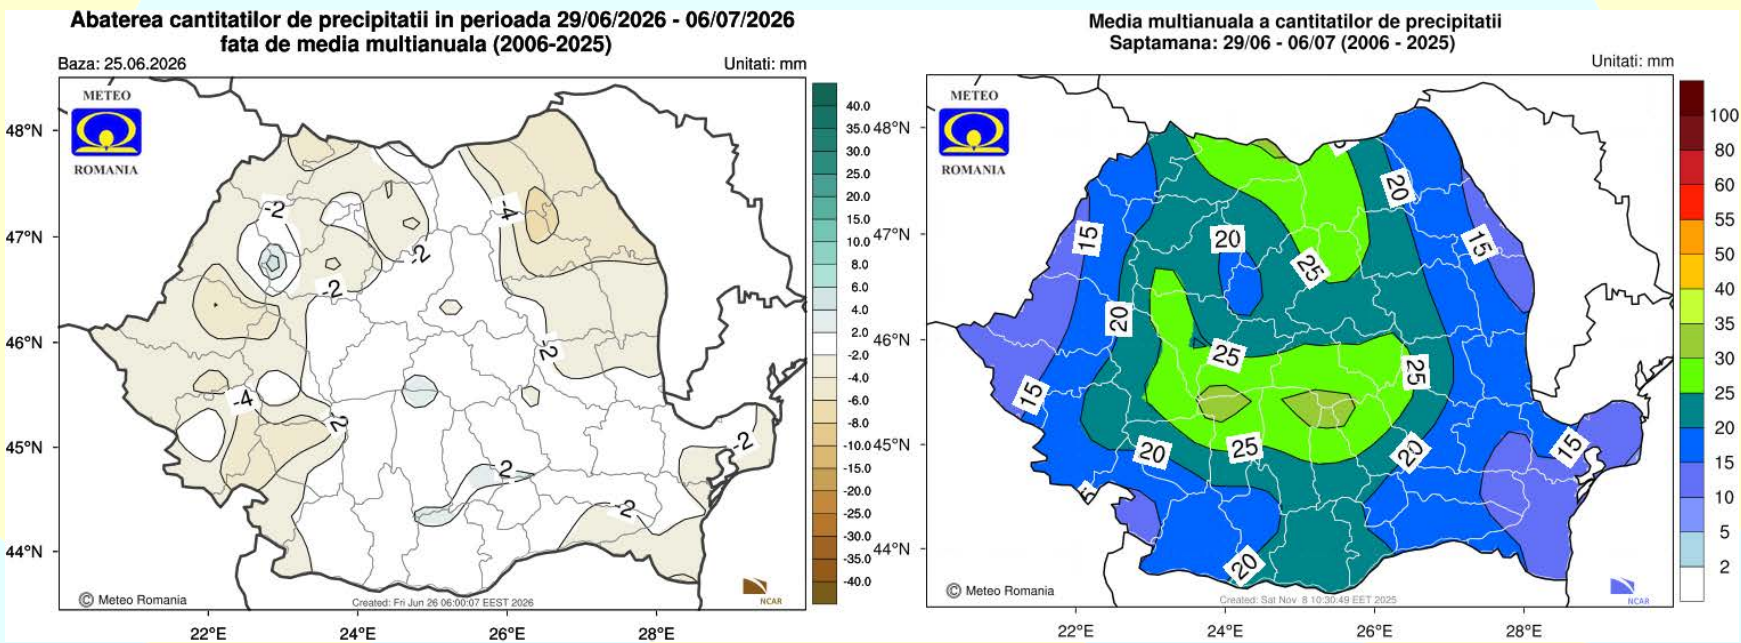 Abaterea cantitatilor de precipitatii in perioada 29/06/2026 - 06/07/2026
fata de media multianuala (2006-2025)
Baza: 25.06.2026
Unitati: mm
METEO
ROMANIA
48°N
47°N
46°N
45°N
44°N
22°E
24°E
26°E
28°E
-2
-4
-2
-2
-2
-4
2
-2
2
-2
40.0
35.0
30.0
25.0
20.0
15.0
10.0
8.0
6.0
4.0
2.0
-2.0
-4.0
-6.0
-8.0
-10.0
-15.0
-20.0
-25.0
-30.0
-35.0
-40.0
© Meteo Romania
Created: Fri Jun 26 06:00:07 EEST 2026
NCAR
Media multianuala a cantitatilor de precipitatii
Saptamana: 29/06 - 06/07 (2006 - 2025)
Unitati: mm
METEO
ROMANIA
48°N
47°N
46°N
45°N
44°N
22°E
24°E
26°E
28°E
20
15
20
15
25
20
25
25
15
25
20
20
15
20
100
80
60
55
50
40
35
30
25
20
15
10
5
2
© Meteo Romania
Created: Sat Nov 8 10:30:49 EET 2025
NCAR